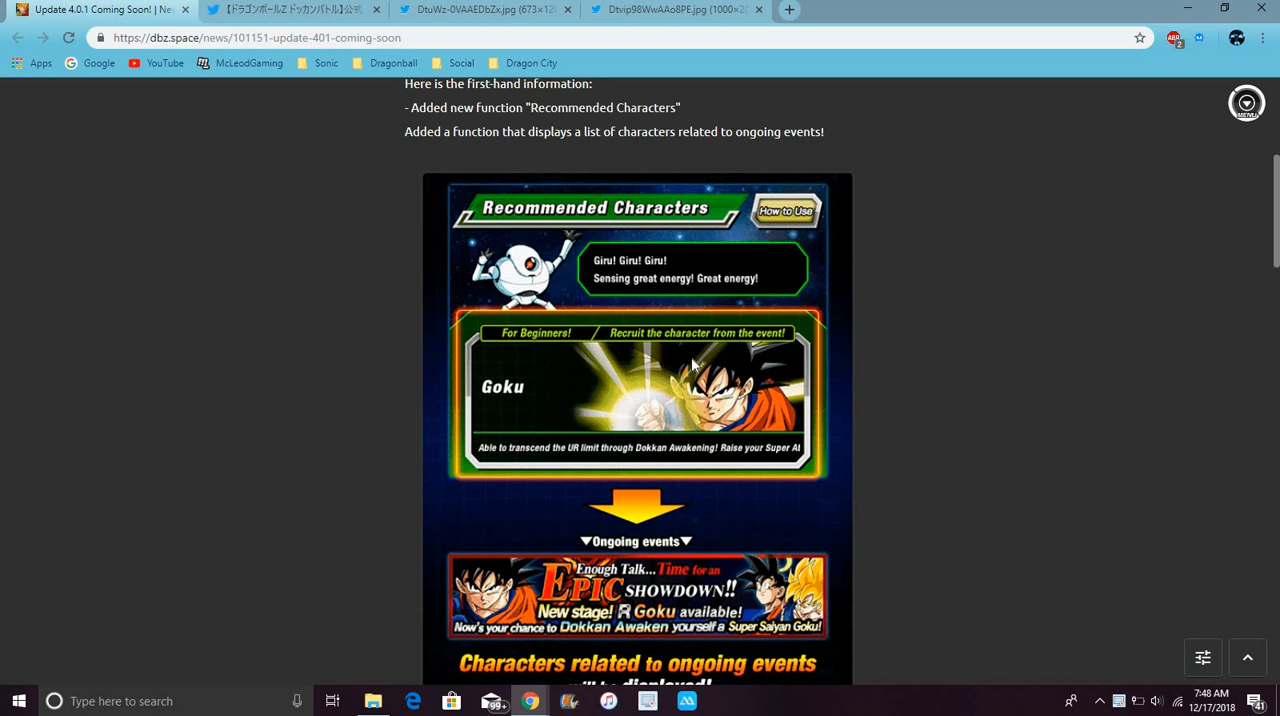 Update 4.0.1 Coming Soon! | Ne
【ドラゴンボールZ ドッカンバトル】公式
DtuWz-0VAAEDbZx.jpg (673×12
Dtvip98WwAAo8PE.jpg (1000×20
https://dbz.space/news/101151-update-401-coming-soon
ABP
2
Apps
Google
YouTube
McLeodGaming
Sonic
Dragonball
Social
Dragon City
Here is the first-hand information:
- Added new function "Recommended Characters"
Added a function that displays a list of characters related to ongoing events!
MENU
Recommended Characters
How to Use
Giru! Giru! Giru!
Sensing great energy! Great energy!
For Beginners! / Recruit the character from the event!
Goku
Able to transcend the UR limit through Dokkan Awakening! Raise your Super At
▼Ongoing events▼
Enough Talk... Time for an
EPIC SHOWDOWN!!
New stage! R Goku available!
Now's your chance to Dokkan Awaken yourself a Super Saiyan Goku!
Characters related to ongoing events
will be displayed!
Type here to search
99+
7:48 AM
12/17/2018
41